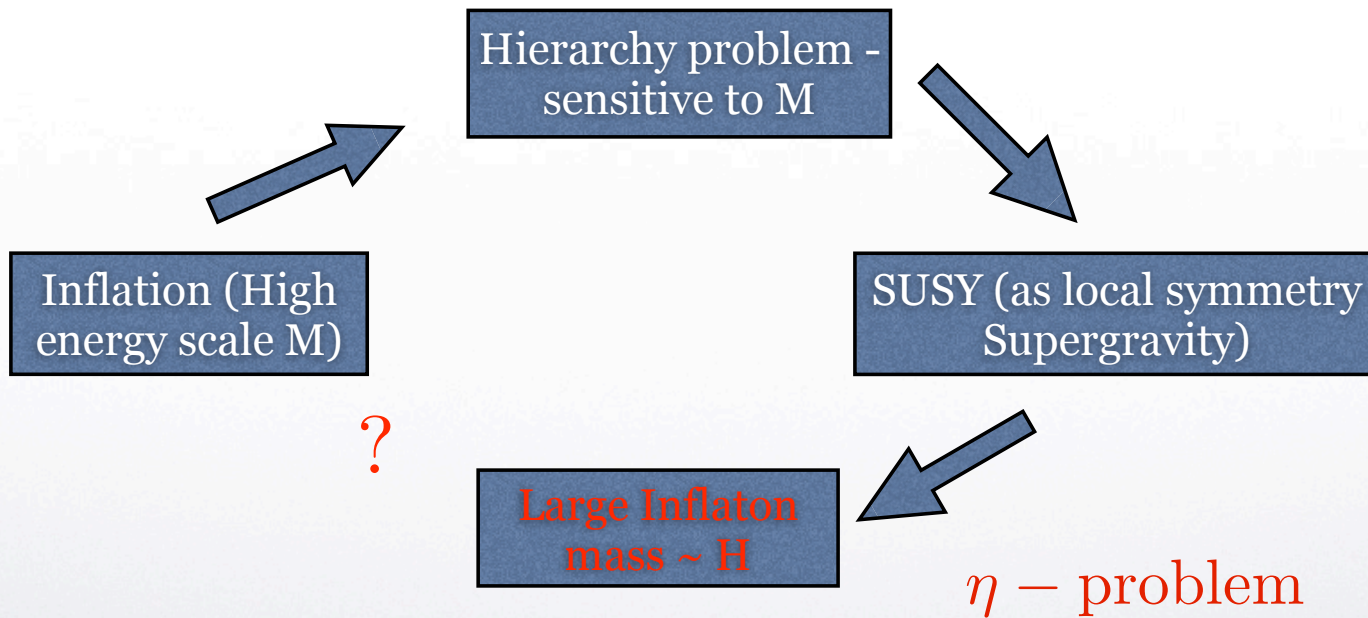 Hierarchy problem -
sensitive to M
Inflation (High
energy scale M)
SUSY (as local symmetry
Supergravity)
?
Large Inflaton
mass ~ H
η − problem